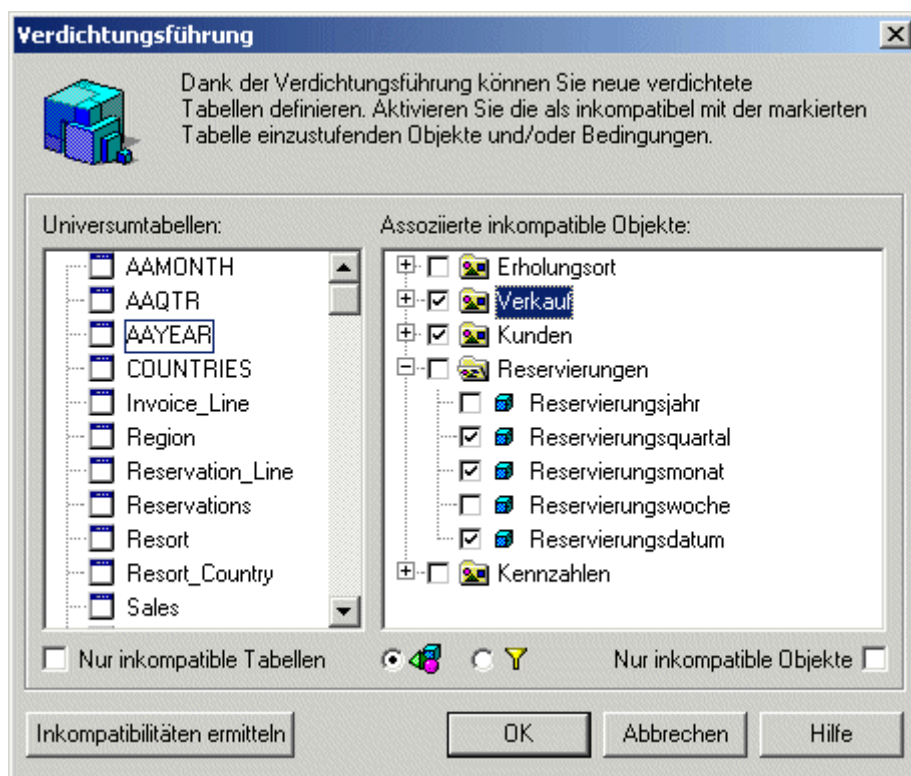 Verdichtungsführung
Dank der Verdichtungsführung können Sie neue verdichtete
Tabellen definieren. Aktivieren Sie die als inkompatibel mit der markierten
Tabelle einzustufenden Objekte und/oder Bedingungen.
Universumtabellen:
AAMONTH
AAQTR
AAYEAR
COUNTRIES
Invoice_Line
Region
Reservation_Line
Reservations
Resort
Resort_Country
Sales
Assoziierte inkompatible Objekte:
Erholungsort
Verkauf
Kunden
Reservierungen
Reservierungsjahr
Reservierungsquartal
Reservierungsmonat
Reservierungswoche
Reservierungsdatum
Kennzahlen
Nur inkompatible Tabellen
Nur inkompatible Objekte
Inkompatibilitäten ermitteln
OK
Abbrechen
Hilfe